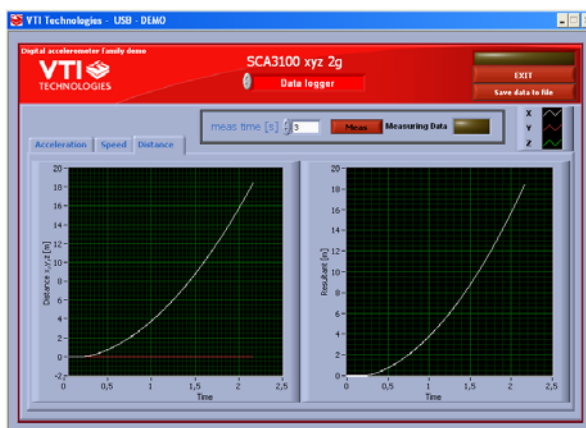 VTI Technologies - USB - DEMO
Digital accelerometer family demo
VTI
TECHNOLOGIES
SCA3100 xyz 2g
Data logger
EXIT
Save data to file
meas time [s] 3 Meas Measuring Data
X
Y
Z
Acceleration Speed Distance
Distance x,y,z [m]
20
18
16
14
12
10
8
6
4
2
0
-2
0 0,5 1 1,5 2 2,5
Time
Resultant [m]
20
18
16
14
12
10
8
6
4
2
0
0 0,5 1 1,5 2 2,5
Time